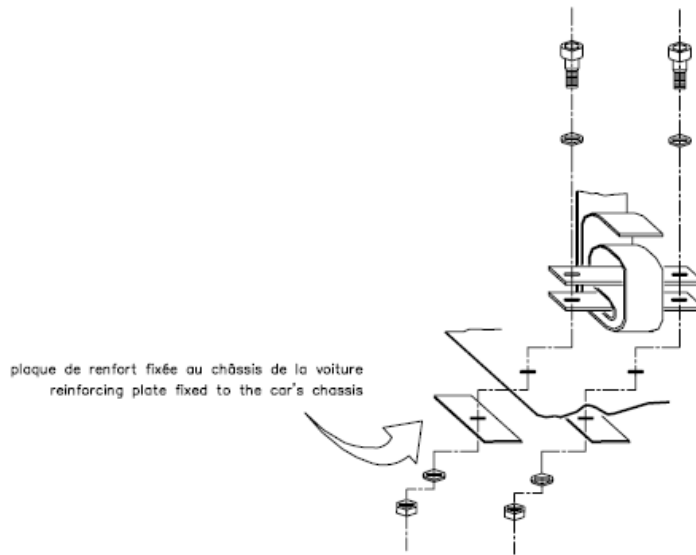 plaque de renfort fixée au châssis de la voiture
reinforcing plate fixed to the car's chassis